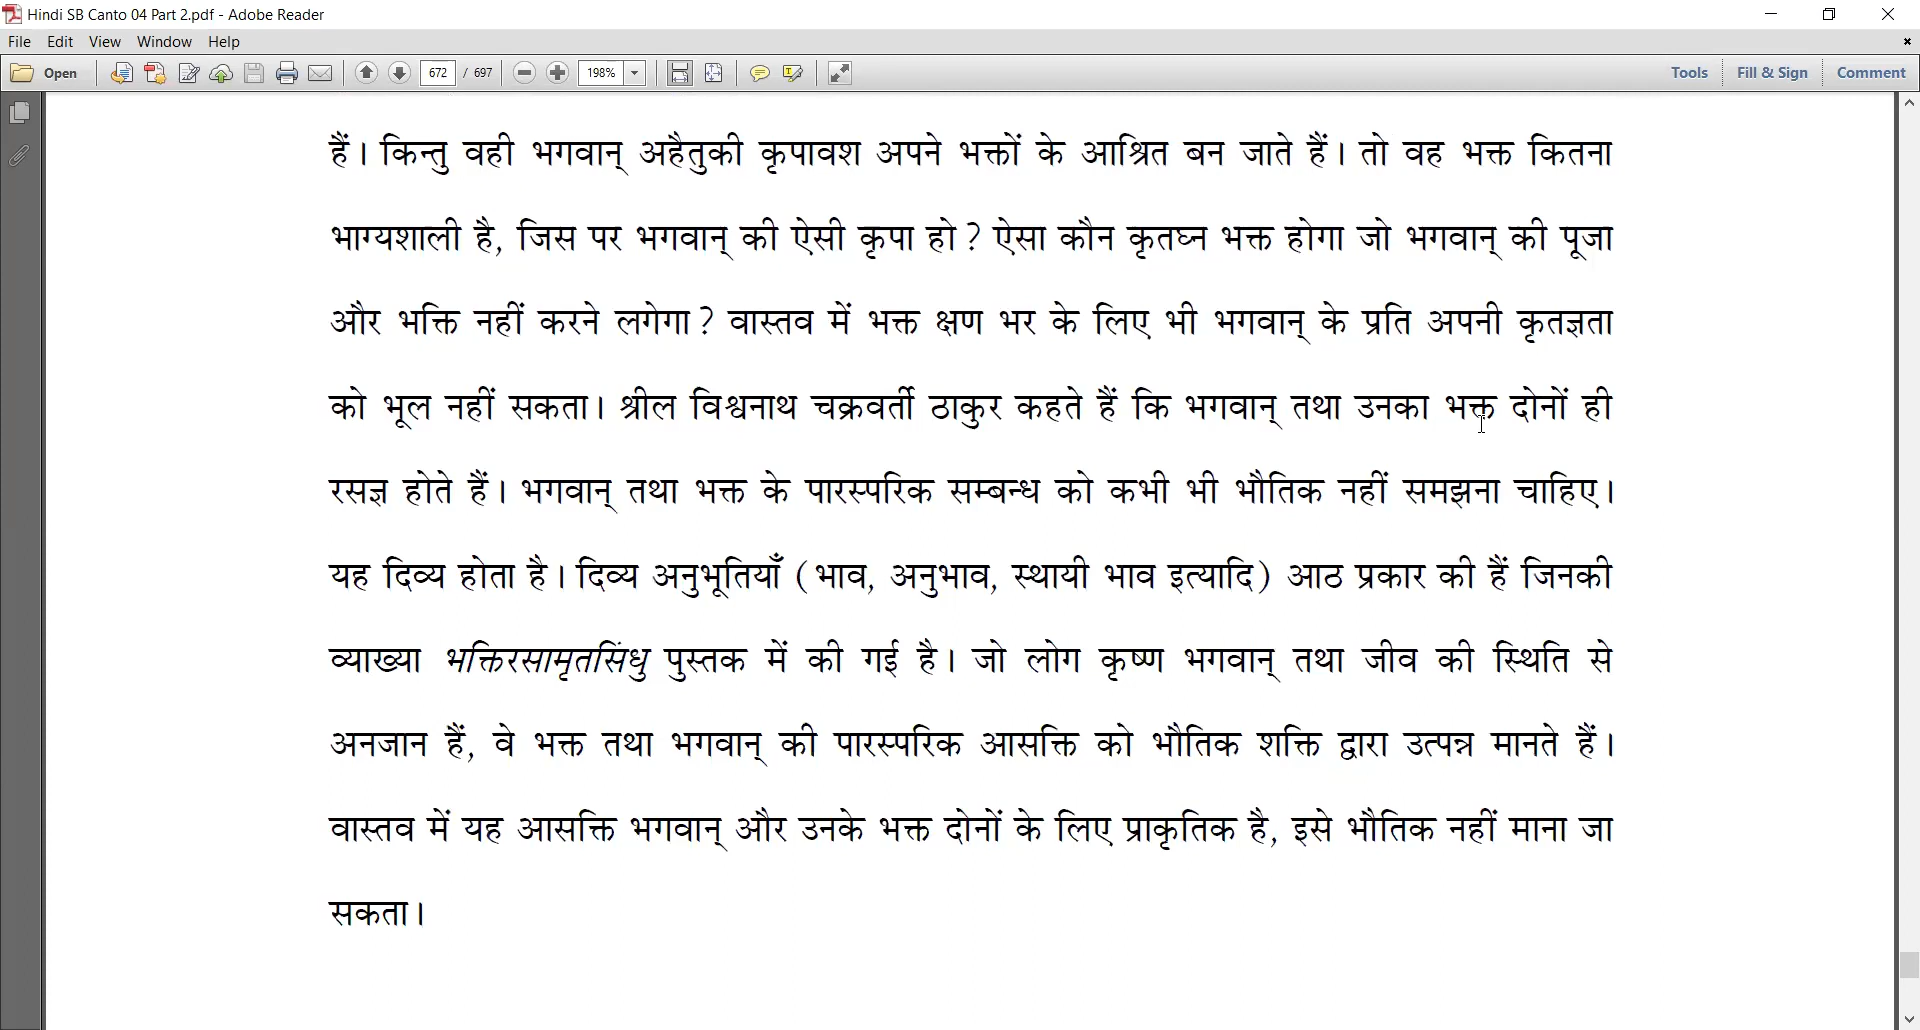 Hindi SB Canto 04 Part 2.pdf - Adobe Reader
File Edit View Window Help
Open 672 / 697 198% Tools Fill & Sign Comment
हैं। किन्तु वही भगवान् अहैतुकी कृपावश अपने भक्तों के आश्रित बन जाते हैं। तो वह भक्त कितना
भाग्यशाली है, जिस पर भगवान् की ऐसी कृपा हो? ऐसा कौन कृतघ्न भक्त होगा जो भगवान् की पूजा
और भक्ति नहीं करने लगेगा? वास्तव में भक्त क्षण भर के लिए भी भगवान् के प्रति अपनी कृतज्ञता
को भूल नहीं सकता। श्रील विश्वनाथ चक्रवर्ती ठाकुर कहते हैं कि भगवान् तथा उनका भक्त दोनों ही
रसज्ञ होते हैं। भगवान् तथा भक्त के पारस्परिक सम्बन्ध को कभी भी भौतिक नहीं समझना चाहिए।
यह दिव्य होता है। दिव्य अनुभूतियाँ (भाव, अनुभाव, स्थायी भाव इत्यादि) आठ प्रकार की हैं जिनकी
व्याख्या भक्तिरसामृतसिंधु पुस्तक में की गई है। जो लोग कृष्ण भगवान् तथा जीव की स्थिति से
अनजान हैं, वे भक्त तथा भगवान् की पारस्परिक आसक्ति को भौतिक शक्ति द्वारा उत्पन्न मानते हैं।
वास्तव में यह आसक्ति भगवान् और उनके भक्त दोनों के लिए प्राकृतिक है, इसे भौतिक नहीं माना जा
सकता।